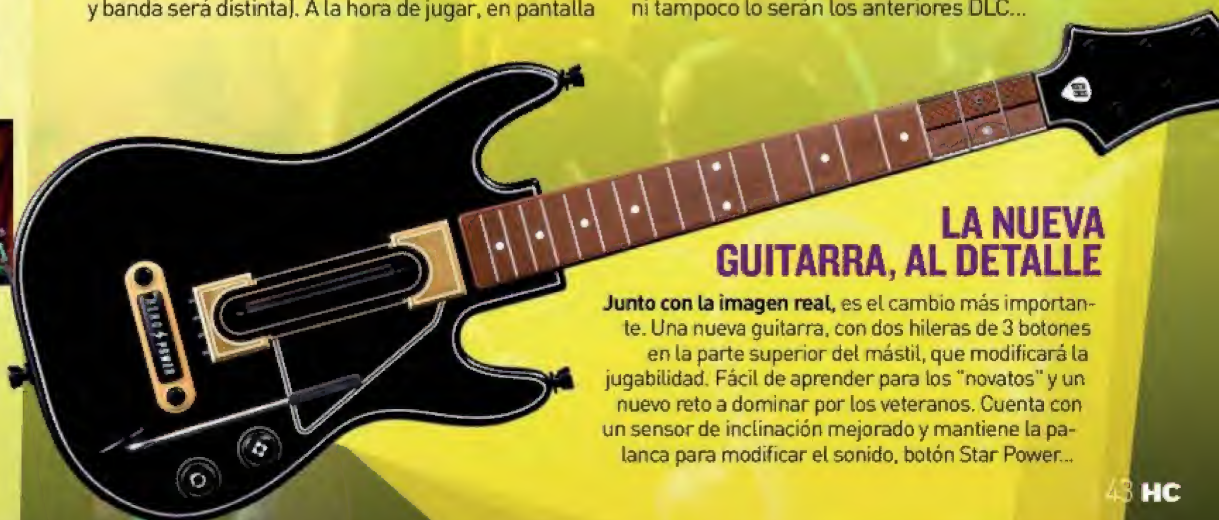 y banda será distinta). A la hora de jugar, en pantalla
ni tampoco lo serán los anteriores DLC...
HERO POWER
LA NUEVA
GUITARRA, AL DETALLE
Junto con la imagen real, es el cambio más importan-
te. Una nueva guitarra, con dos hileras de 3 botones
en la parte superior del mástil, que modificará la
jugabilidad. Fácil de aprender para los "novatos" y un
nuevo reto a dominar por los veteranos. Cuenta con
un sensor de inclinación mejorado y mantiene la pa-
lanca para modificar el sonido, botón Star Power...
43 HC